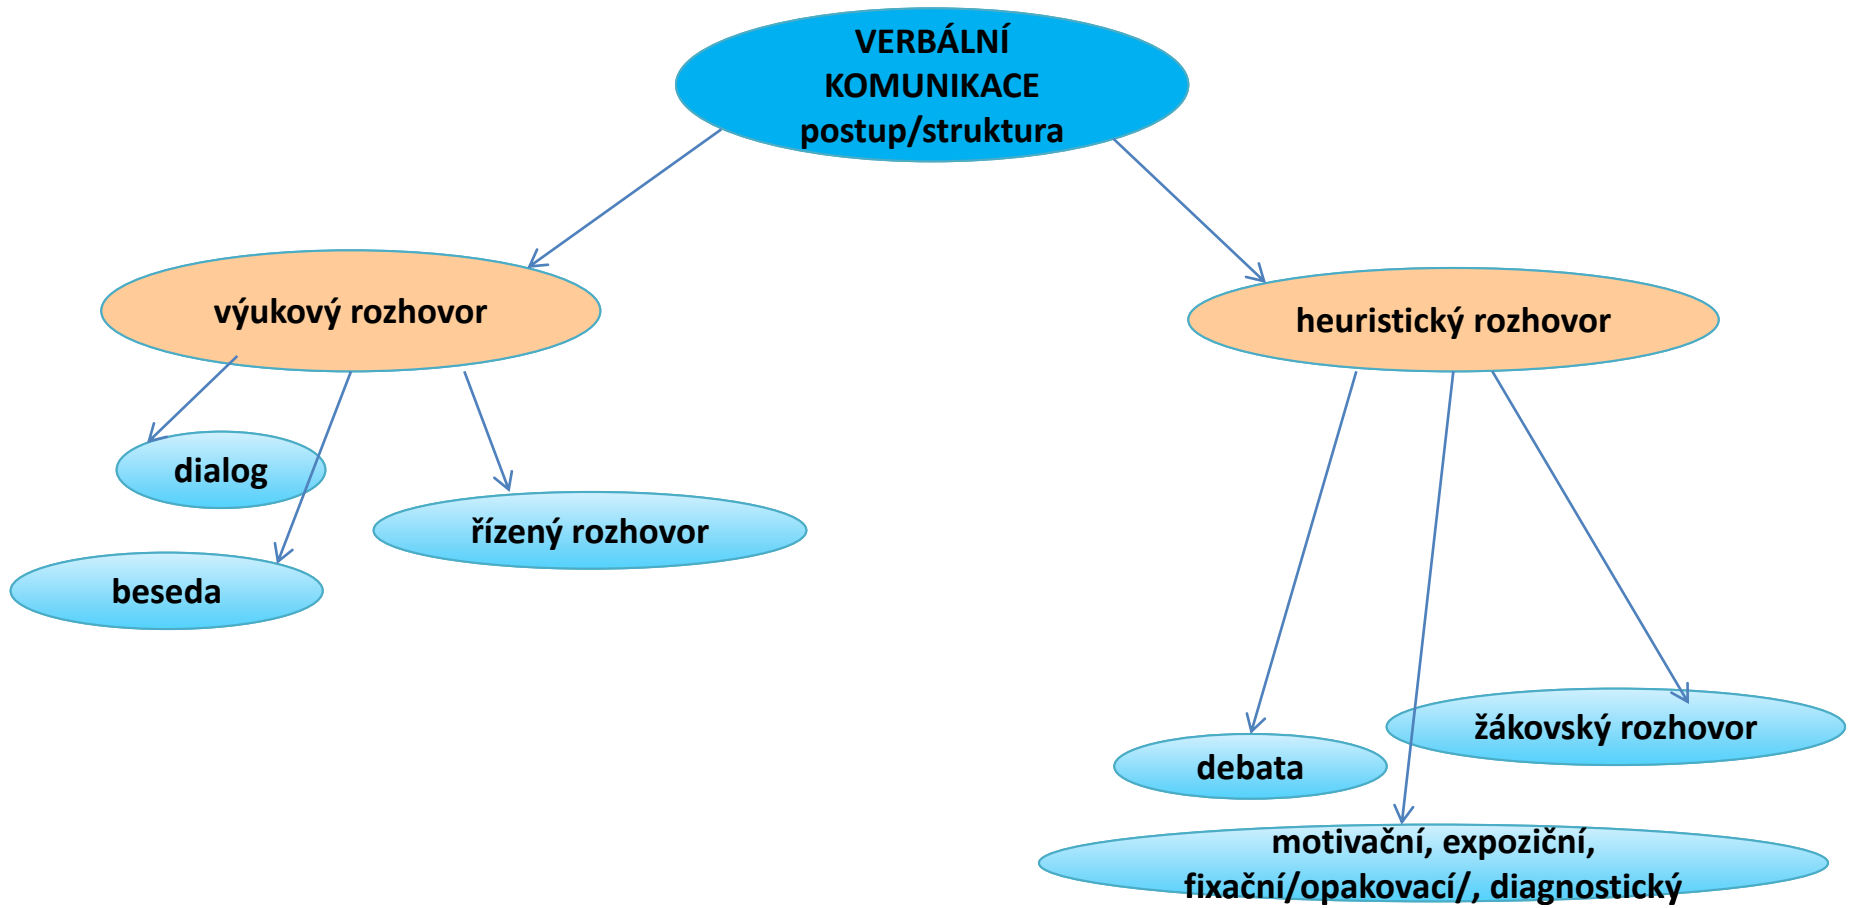 VERBÁLNÍ
KOMUNIKACE
postup/struktura
výukový rozhovor
heuristický rozhovor
dialog
řízený rozhovor
beseda
žákovský rozhovor
debata
motivační, expoziční,
fixační/opakovací/, diagnostický